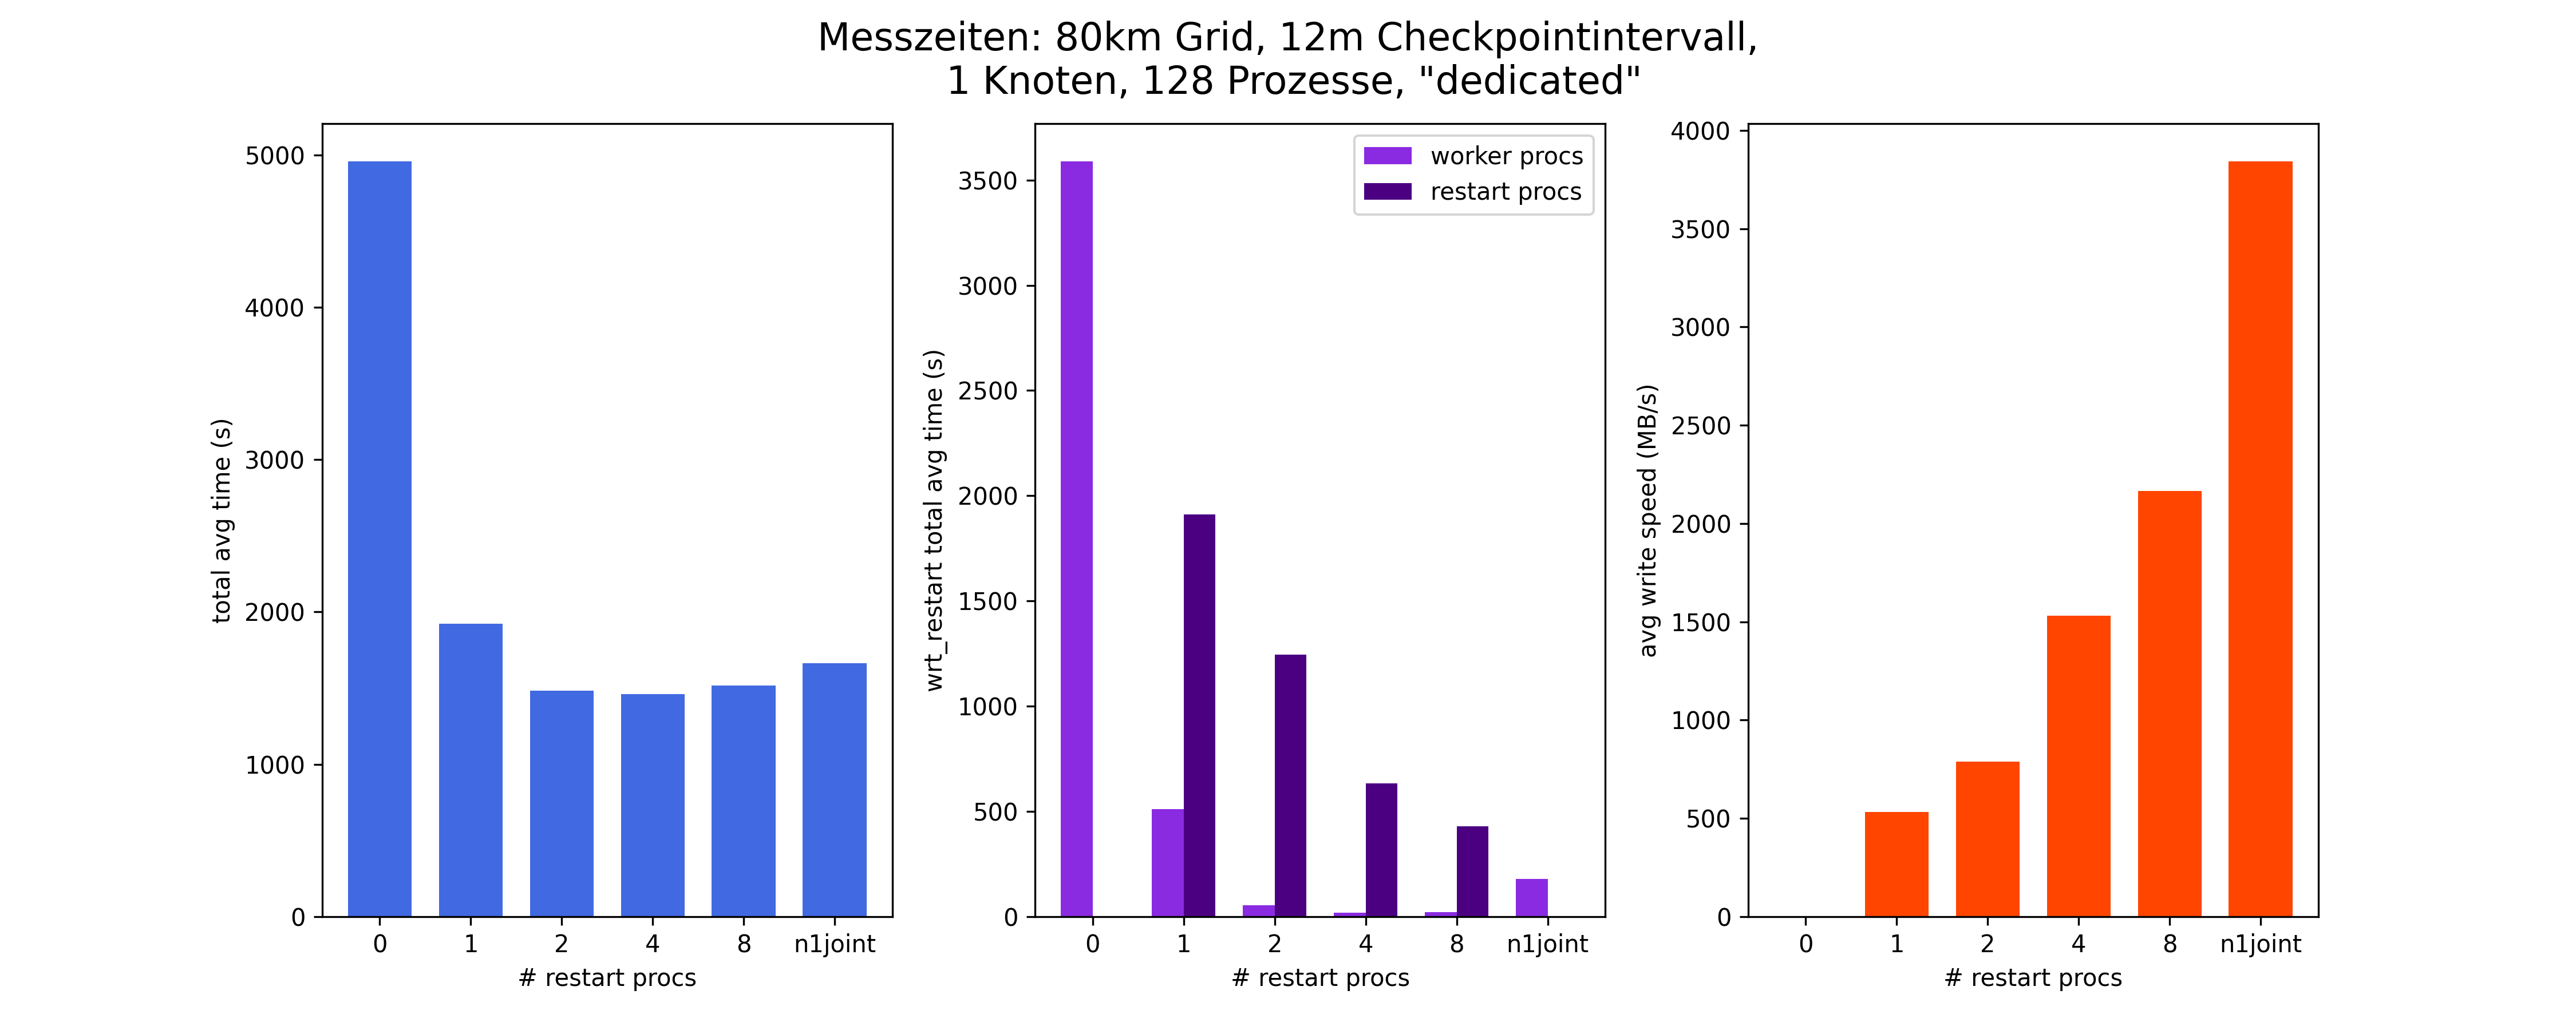 Messzeiten: 80km Grid, 12m Checkpointintervall,
1 Knoten, 128 Prozesse, "dedicated"
total avg time (s)
5000
4000
3000
2000
1000
0
0 1 2 4 8 n1joint
# restart procs
wrt_restart total avg time (s)
3500
3000
2500
2000
1500
1000
500
0
worker procs
restart procs
0 1 2 4 8 n1joint
# restart procs
avg write speed (MB/s)
4000
3500
3000
2500
2000
1500
1000
500
0
0 1 2 4 8 n1joint
# restart procs